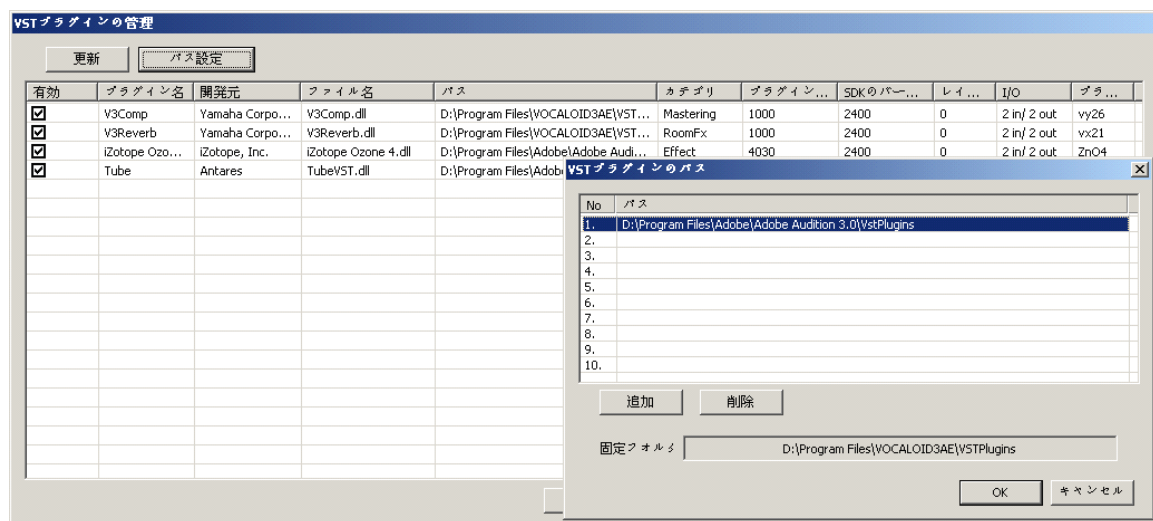 VSTプラグインの管理
更新 パス設定
有効 プラグイン名 開発元 ファイル名 パス カテゴリ プラグイン... SDKのバー... レイ... I/O プラ...
V3Comp Yamaha Corpo... V3Comp.dll D:\Program Files\VOCALOID3AE\VST... Mastering 1000 2400 0 2 in/ 2 out vy26
V3Reverb Yamaha Corpo... V3Reverb.dll D:\Program Files\VOCALOID3AE\VST... RoomFx 1000 2400 0 2 in/ 2 out vx21
iZotope Ozo... iZotope, Inc. iZotope Ozone 4.dll D:\Program Files\Adobe\Adobe Audi... Effect 4030 2400 0 2 in/ 2 out ZnO4
Tube Antares TubeVST.dll D:\Program Files\Adob
VSTプラグインのパス
No パス
1. D:\Program Files\Adobe\Adobe Audition 3.0\VstPlugins
2.
3.
4.
5.
6.
7.
8.
9.
10.
追加 削除
固定フォルダ D:\Program Files\VOCALOID3AE\VSTPlugins
OK キャンセル